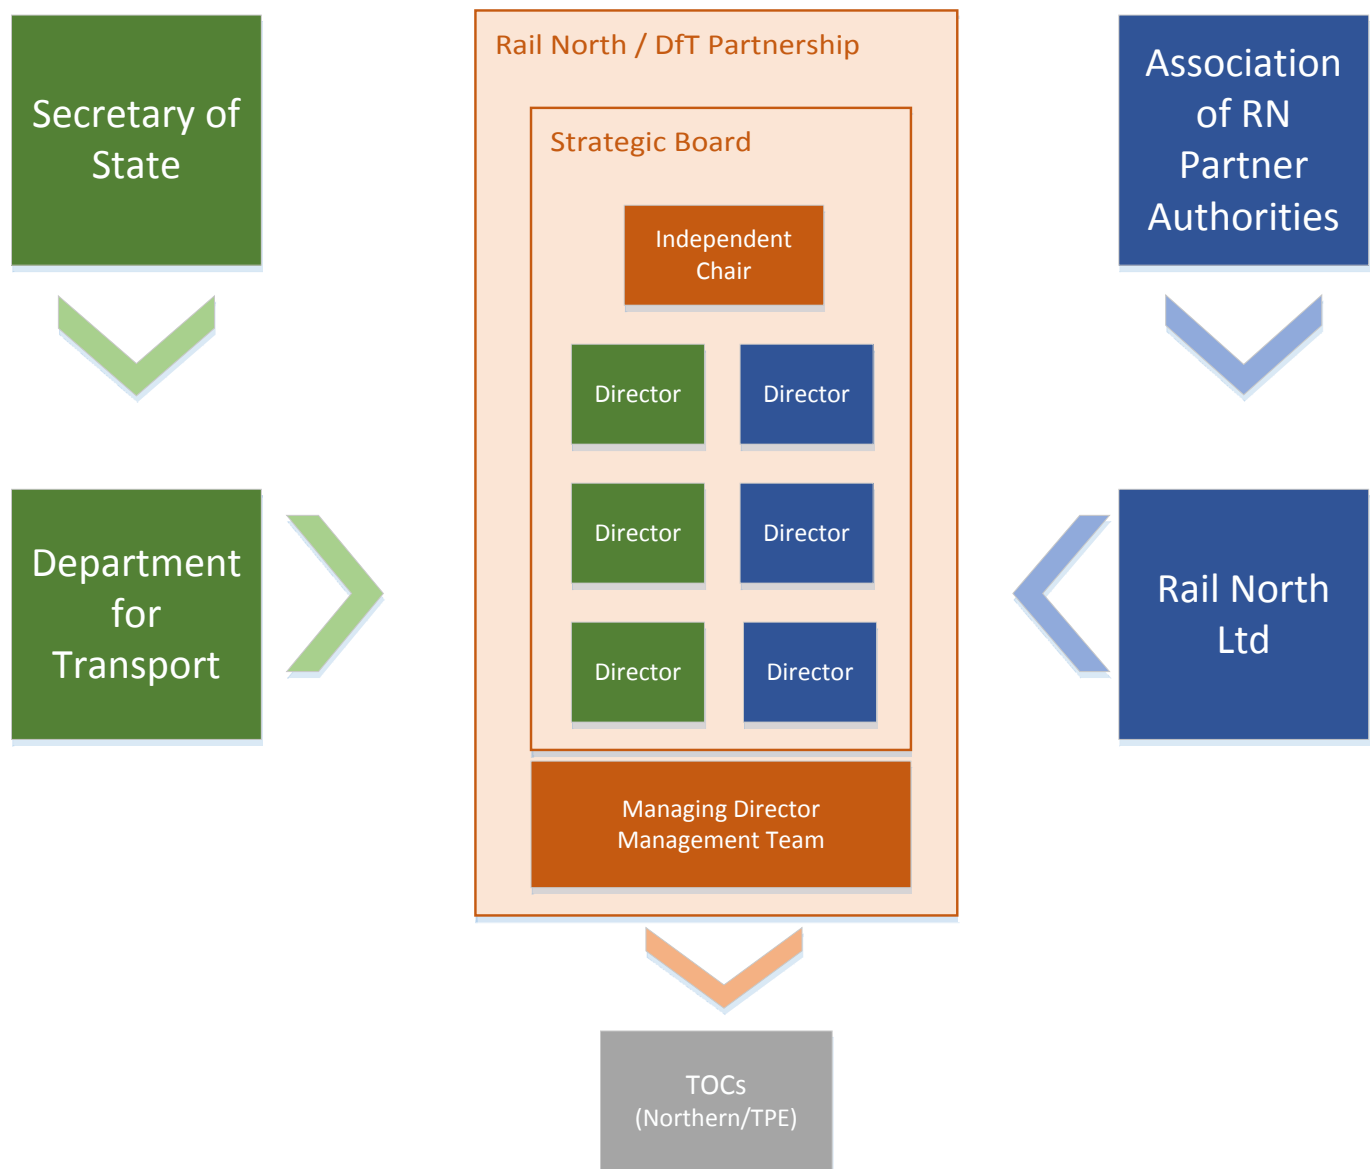 Secretary of
State
Department
for
Transport
Rail North / DfT Partnership
Strategic Board
Independent
Chair
Director
Director
Director
Director
Director
Director
Managing Director
Management Team
TOCs
(Northern/TPE)
Association
of RN
Partner
Authorities
Rail North
Ltd